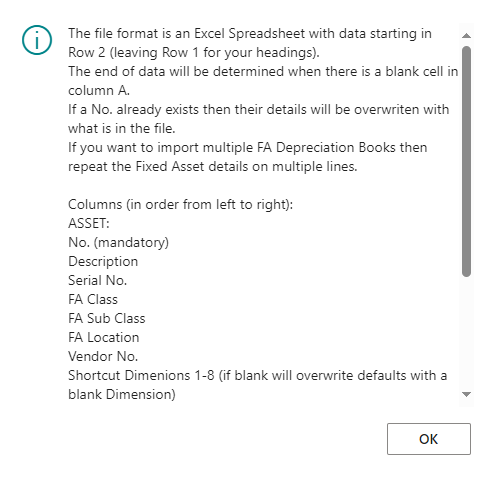 The file format is an Excel Spreadsheet with data starting in
Row 2 (leaving Row 1 for your headings).
The end of data will be determined when there is a blank cell in
column A.
If a No. already exists then their details will be overwriten with
what is in the file.
If you want to import multiple FA Depreciation Books then
repeat the Fixed Asset details on multiple lines.

Columns (in order from left to right):
ASSET:
No. (mandatory)
Description
Serial No.
FA Class
FA Sub Class
FA Location
Vendor No.
Shortcut Dimenions 1-8 (if blank will overwrite defaults with a
blank Dimension)
OK